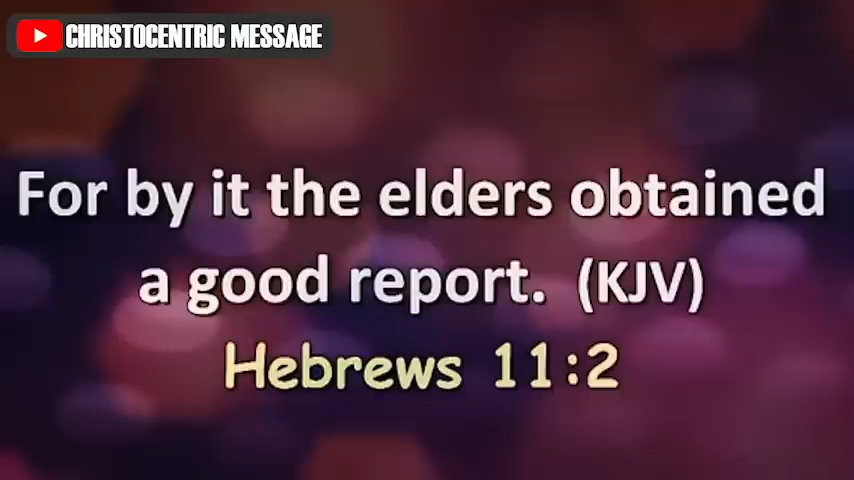 CHRISTOCENTRIC MESSAGE
For by it the elders obtained
a good report. (KJV)
Hebrews 11:2